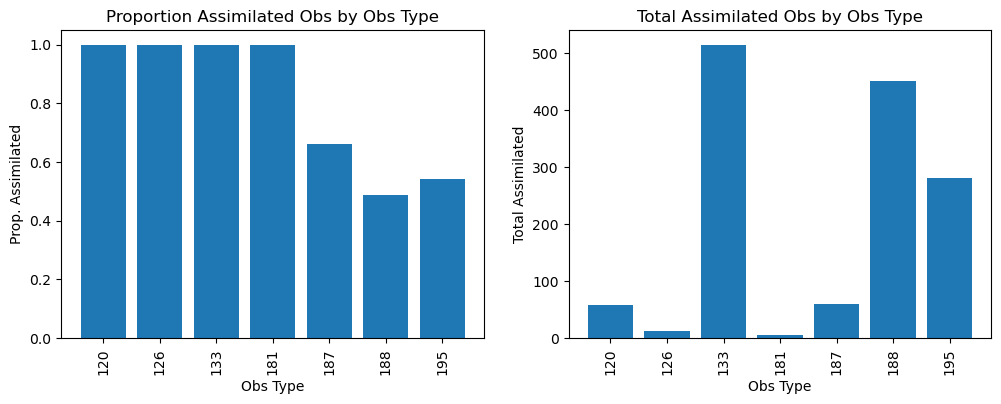 Proportion Assimilated Obs by Obs Type
1.0
0.8
0.6
0.4
0.2
0.0
Prop. Assimilated
120 126 133 181 187 188 195
Obs Type
Total Assimilated Obs by Obs Type
500
400
300
200
100
0
Total Assimilated
120 126 133 181 187 188 195
Obs Type